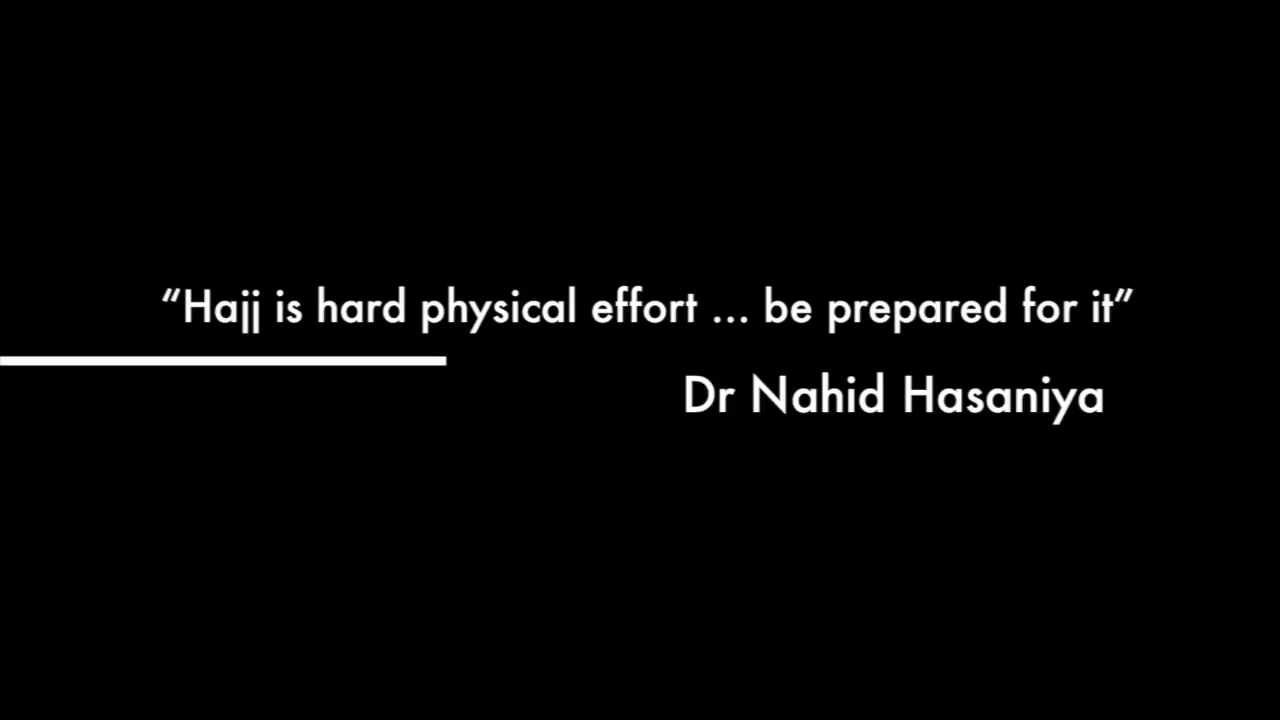 “Hajj is hard physical effort ... be prepared for it”
Dr Nahid Hasaniya